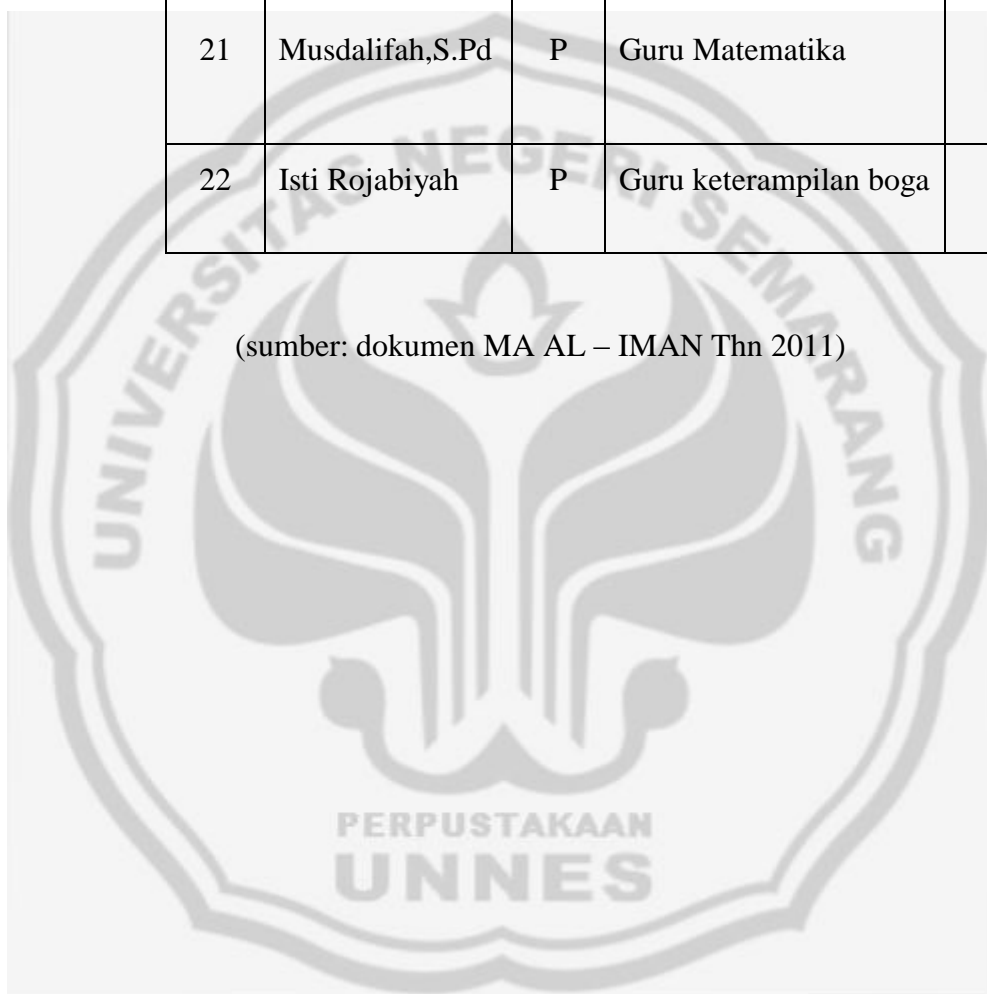 21 Musdalifah,S.Pd P Guru Matematika
22 Isti Rojabiyah P Guru keterampilan boga
(sumber: dokumen MA AL – IMAN Thn 2011)
UNIVERSITAS NEGERI SEMARANG
PERPUSTAKAAN
UNNES